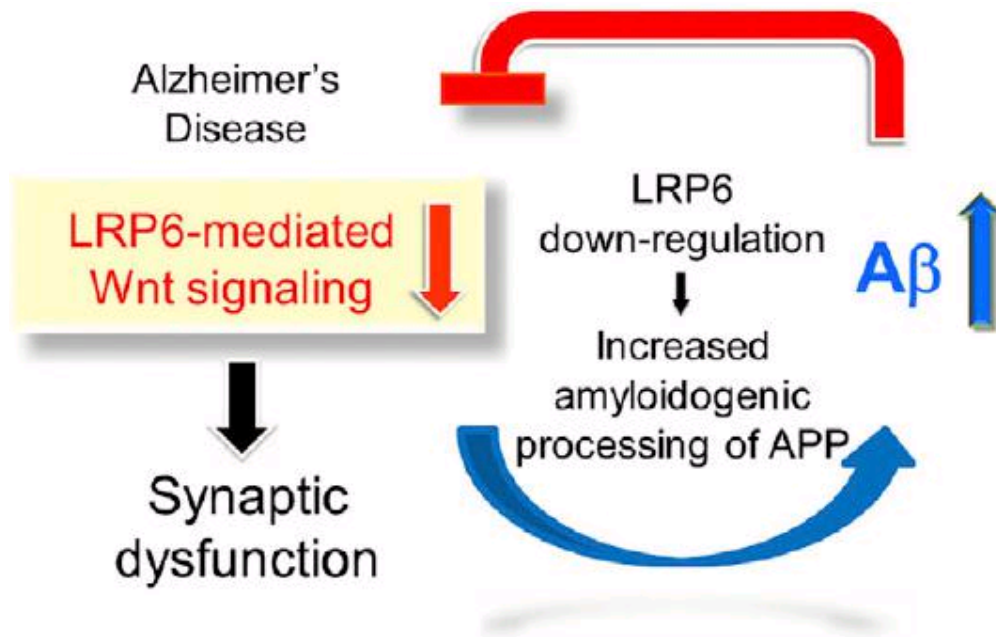 Alzheimer's
Disease
LRP6-mediated
Wnt signaling
Synaptic
dysfunction
LRP6
down-regulation
Increased
amyloidogenic
processing of APP
Aβ